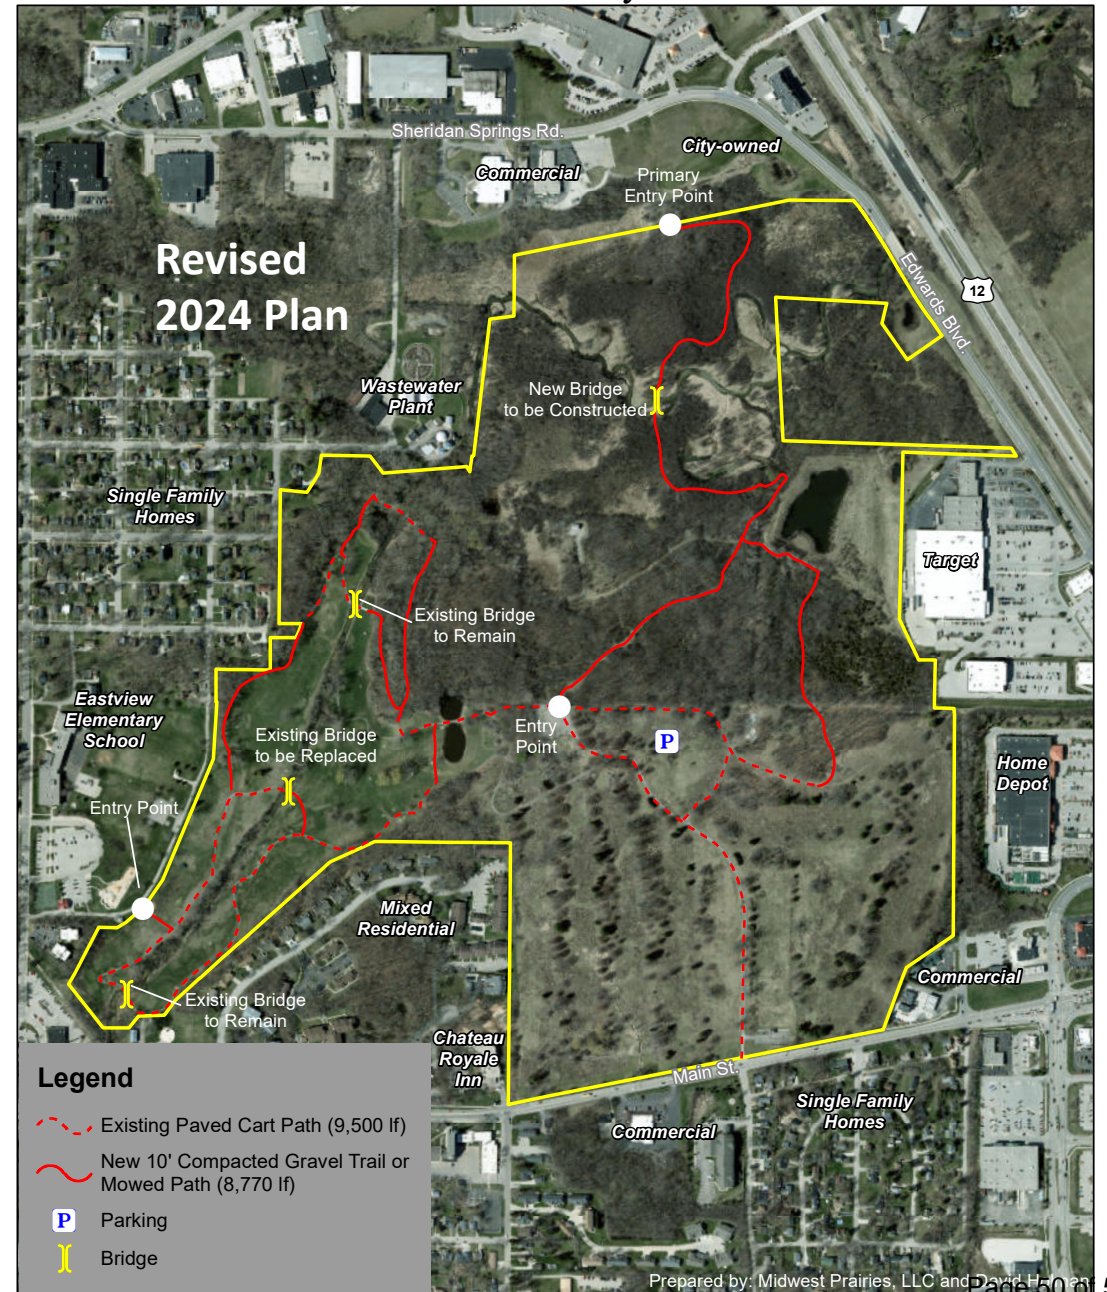 Sheridan Springs Rd.
City-owned
Commercial
Primary
Entry Point
Revised
2024 Plan
Edwards Blvd.
12
Wastewater
Plant
New Bridge
to be Constructed
Single Family
Homes
Target
Existing Bridge
to Remain
Eastview
Elementary
School
Existing Bridge
to be Replaced
Entry
Point
P
Home
Depot
Entry Point
Mixed
Residential
Commercial
Existing Bridge
to Remain
Chateau
Royale
Inn
Main St.
Single Family
Homes
Commercial
Legend
Existing Paved Cart Path (9,500 lf)
New 10' Compacted Gravel Trail or
Mowed Path (8,770 lf)
P
Parking
Bridge
Prepared by: Midwest Prairies, LLC and David
Page 50 of